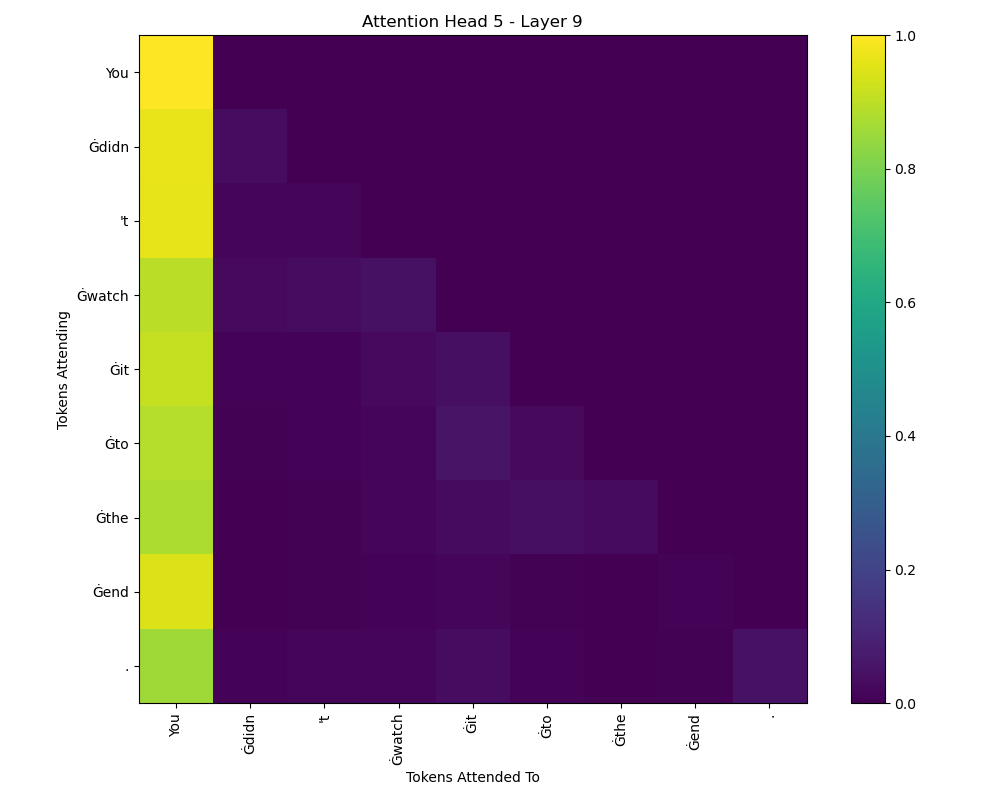 Attention Head 5 - Layer 9
You
Ġdidn
't
Ġwatch
Ġit
Ġto
Ġthe
Ġend
.
Tokens Attending
You
Ġdidn
't
Ġwatch
Ġit
Ġto
Ġthe
Ġend
.
Tokens Attended To
1.0
0.8
0.6
0.4
0.2
0.0